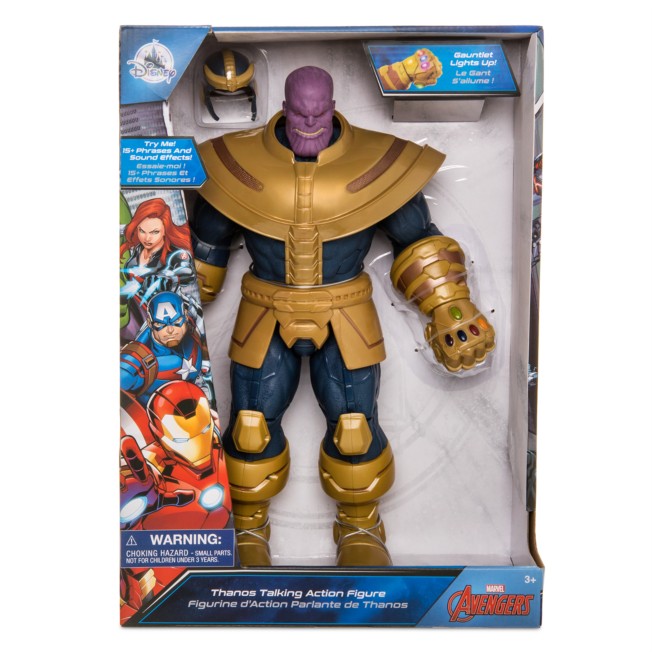 Disney
Gauntlet
Lights Up!
Le Gant
S'allume !
Try Me!
15+ Phrases And
Sound Effects!
Essaie-moi !
15+ Phrases Et
Effets Sonores !
A
WARNING:
CHOKING HAZARD - SMALL PARTS.
NOT FOR CHILDREN UNDER 3 YEARS.
Thanos Talking Action Figure
Figurine d'Action Parlante de Thanos
3+
MARVEL
AVENGERS